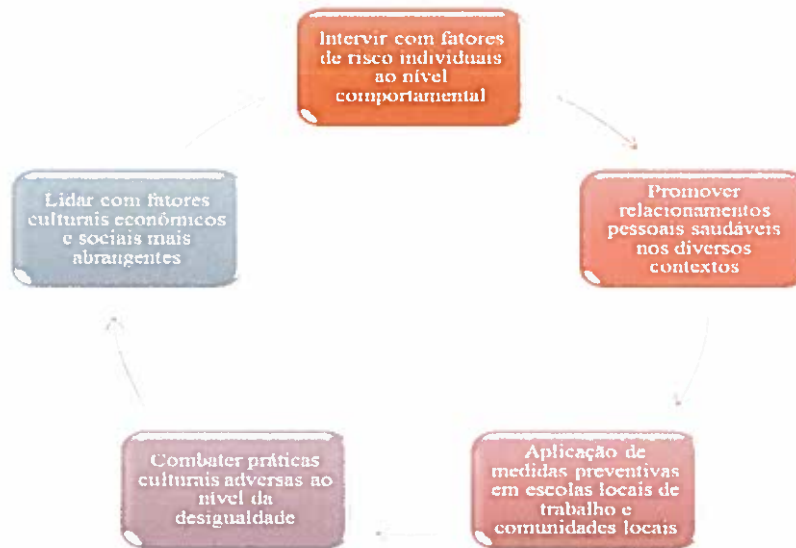 Intervir com fatores
de risco individuais
ao nível
comportamental
Promover
relacionamentos
pessoais saudáveis
nos diversos
contextos
Aplicação de
medidas preventivas
em escolas locais de
trabalho e
comunidades locais
Combater práticas
culturais adversas ao
nível da
desigualdade
Lidar com fatores
culturais econômicos
e sociais mais
abrangentes